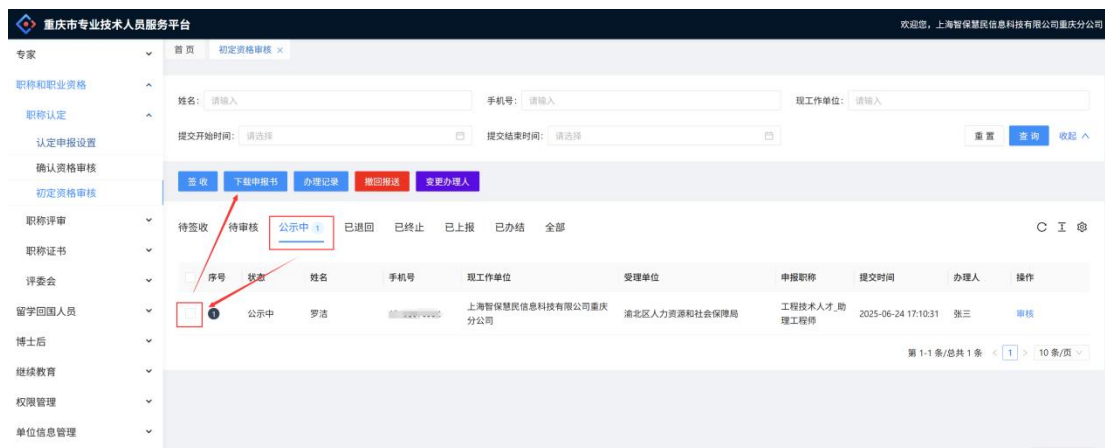 重庆市专业技术人员服务平台
欢迎您，上海智保慧民信息科技有限公司重庆分公司
专家
首页 初定资格审核 ×
职称和职业资格
职称认定
认定申报设置
确认资格审核
初定资格审核
职称评审
职称证书
评委会
留学回国人员
博士后
继续教育
权限管理
单位信息管理
姓名： 请输入 手机号： 请输入 现工作单位： 请输入
提交开始时间： 请选择 提交结束时间： 请选择 重置 查询 收起
签收 下载申报书 办理记录 撤回报送 变更办理人
待签收 待审核 公示中 1 已退回 已终止 已上报 已办结 全部
序号 状态 姓名 手机号 现工作单位 受理单位 申报职称 提交时间 办理人 操作
1 公示中 罗洁 上海智保慧民信息科技有限公司重庆分公司 渝北区人力资源和社会保障局 工程技术人才_助理工程师 2025-06-24 17:10:31 张三 审核
第 1-1 条/总共 1 条 < 1 > 10 条/页